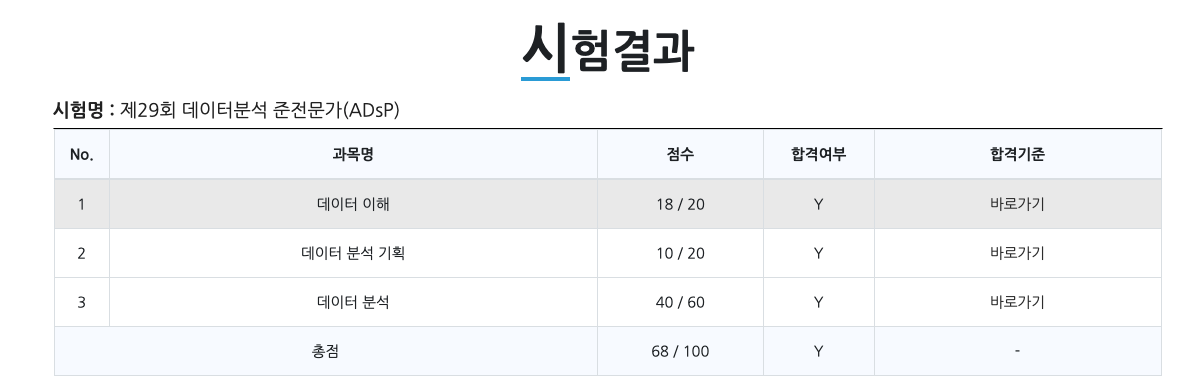 시험결과
시험명 : 제29회 데이터분석 준전문가(ADsP)
No. 과목명 점수 합격여부 합격기준
1 데이터 이해 18 / 20 Y 바로가기
2 데이터 분석 기획 10 / 20 Y 바로가기
3 데이터 분석 40 / 60 Y 바로가기
총점 68 / 100 Y -